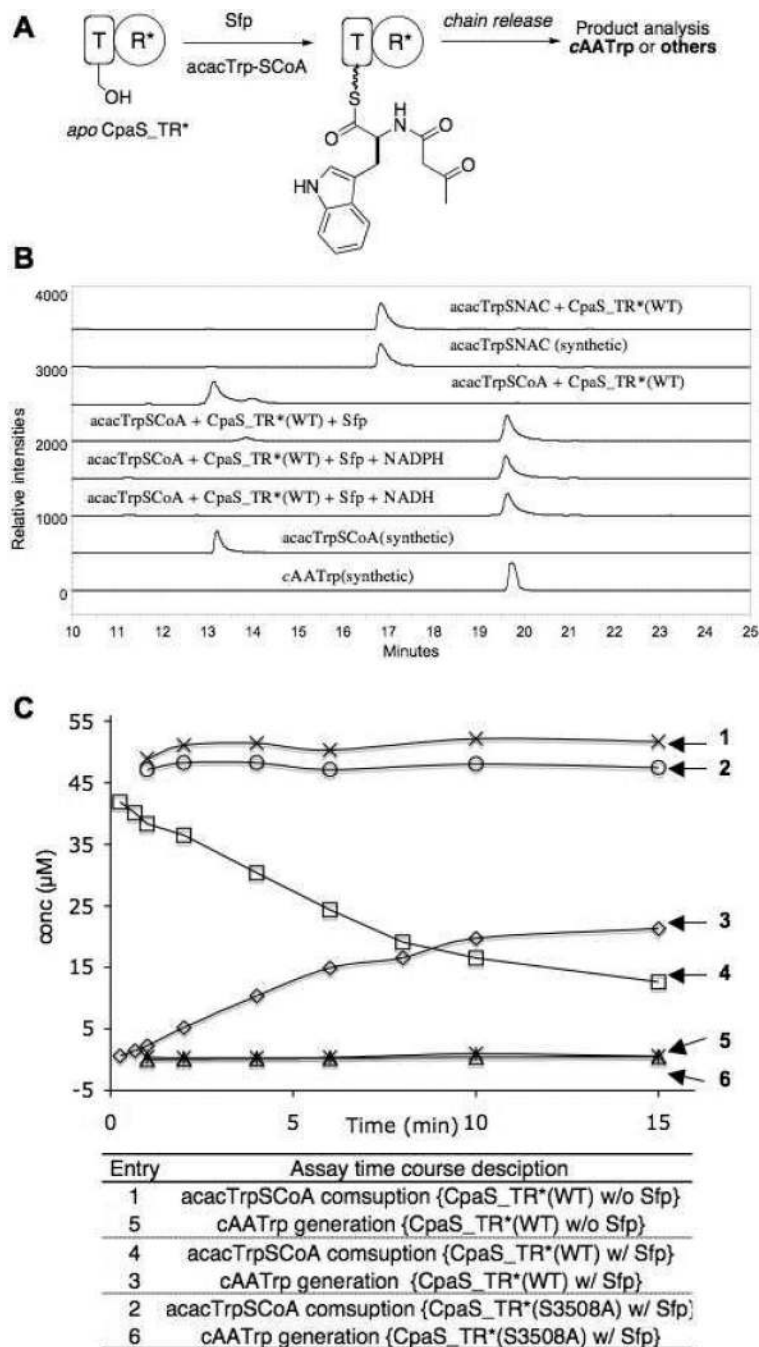 A
T R*
OH
apo CpaS_TR*
Sfp
acacTrp-SCoA
T R*
S
O
H
N
O
O
HN
chain release
Product analysis
cAATrp or others
B
Relative intensities
4000
3000
2000
1000
0
acacTrpSNAC + CpaS_TR*(WT)
acacTrpSNAC (synthetic)
acacTrpSCoA + CpaS_TR*(WT)
acacTrpSCoA + CpaS_TR*(WT) + Sfp
acacTrpSCoA + CpaS_TR*(WT) + Sfp + NADPH
acacTrpSCoA + CpaS_TR*(WT) + Sfp + NADH
acacTrpSCoA(synthetic)
cAATrp(synthetic)
10 11 12 13 14 15 16 17 18 19 20 21 22 23 24 25
Minutes
C
conc (µM)
55
45
35
25
15
5
-5
1
2
3
4
5
6
0 5 10 15
Time (min)
Entry Assay time course desciption
1 acacTrpSCoA comsuption {CpaS_TR*(WT) w/o Sfp}
5 cAATrp generation {CpaS_TR*(WT) w/o Sfp}
4 acacTrpSCoA comsuption {CpaS_TR*(WT) w/ Sfp}
3 cAATrp generation {CpaS_TR*(WT) w/ Sfp}
2 acacTrpSCoA comsuption {CpaS_TR*(S3508A) w/ Sfp}
6 cAATrp generation {CpaS_TR*(S3508A) w/ Sfp}